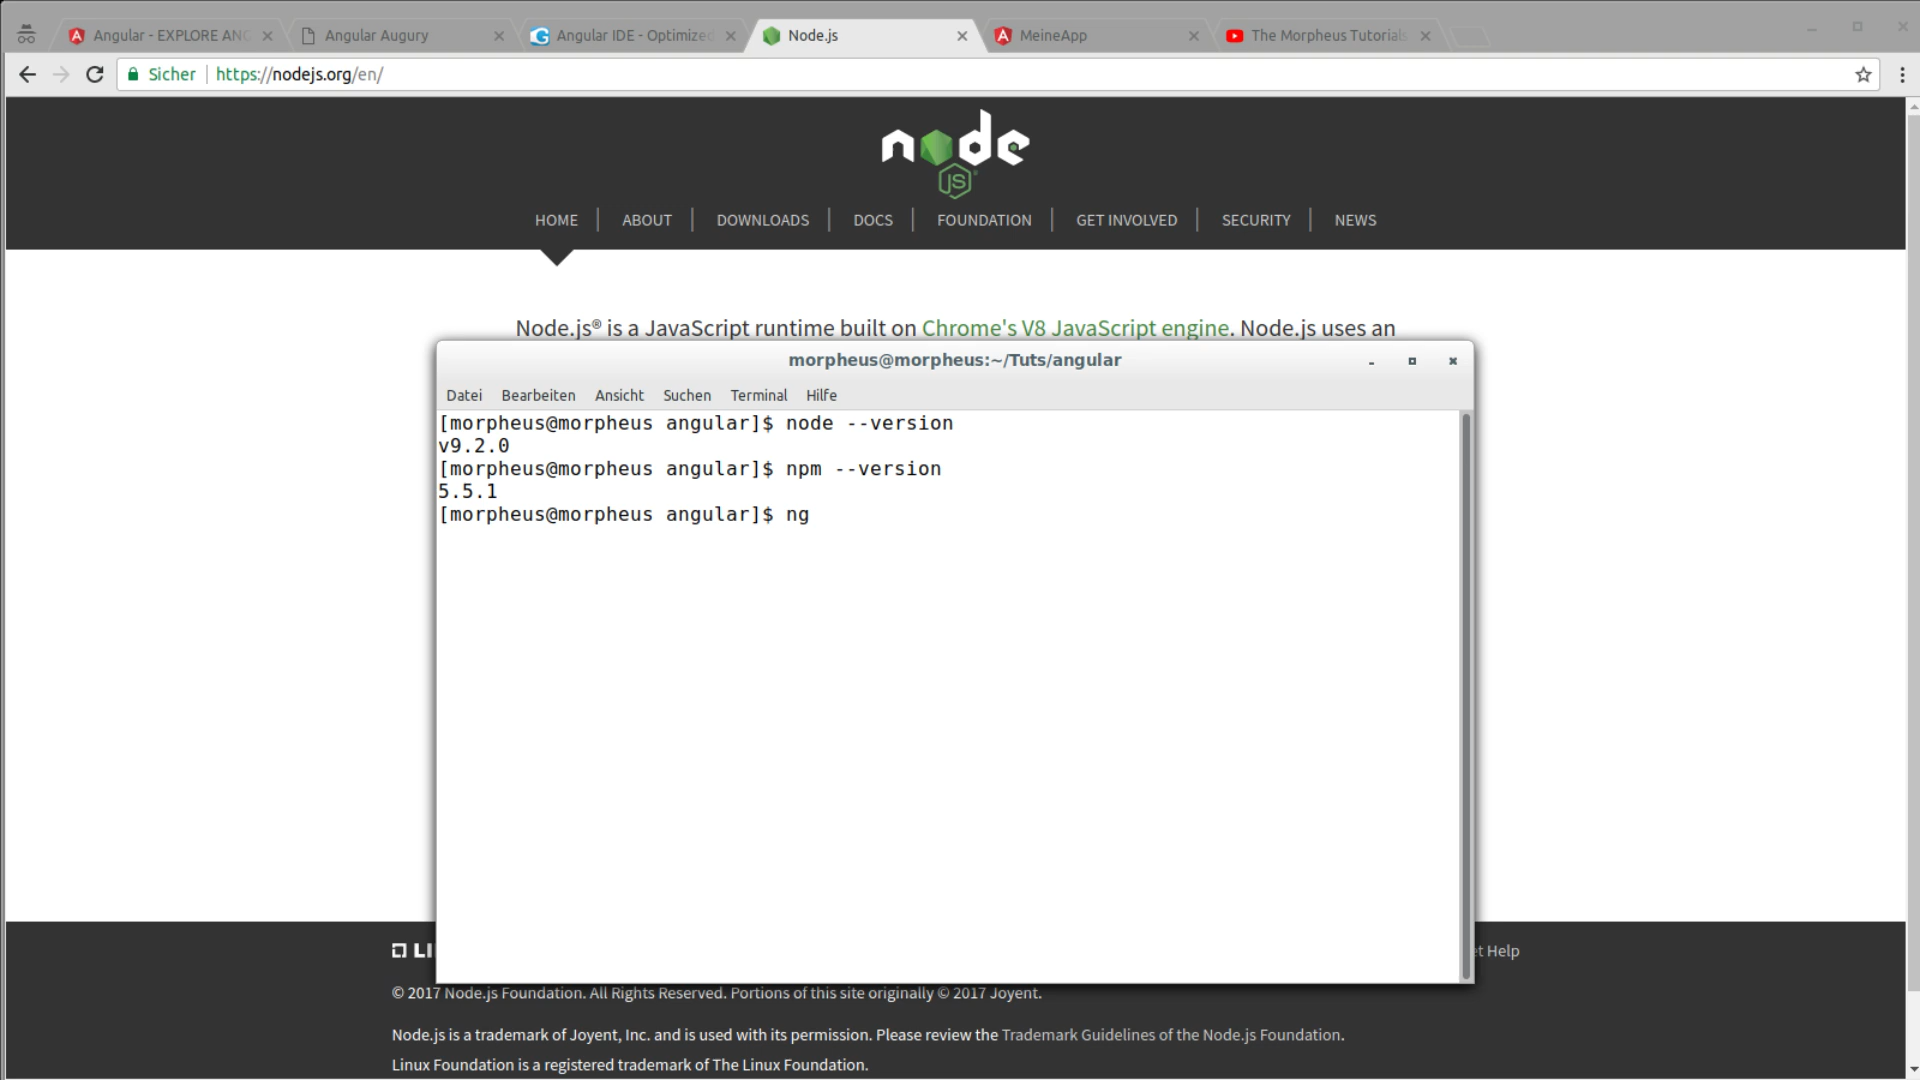 Angular - EXPLORE ANG
Angular Augury
Angular IDE - Optimized
Node.js
MeineApp
The Morpheus Tutorials
Sicher
https://nodejs.org/en/
node
JS
HOME
ABOUT
DOWNLOADS
DOCS
FOUNDATION
GET INVOLVED
SECURITY
NEWS
Node.js® is a JavaScript runtime built on Chrome's V8 JavaScript engine. Node.js uses an
morpheus@morpheus:~/Tuts/angular
Datei Bearbeiten Ansicht Suchen Terminal Hilfe
[morpheus@morpheus angular]$ node --version
v9.2.0
[morpheus@morpheus angular]$ npm --version
5.5.1
[morpheus@morpheus angular]$ ng
LI
et Help
© 2017 Node.js Foundation. All Rights Reserved. Portions of this site originally © 2017 Joyent.
Node.js is a trademark of Joyent, Inc. and is used with its permission. Please review the Trademark Guidelines of the Node.js Foundation.
Linux Foundation is a registered trademark of The Linux Foundation.